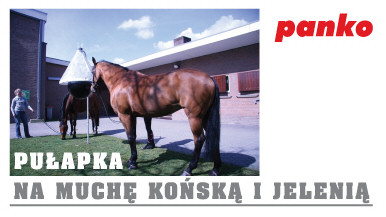 panko
PUŁAPKA
NA MUCHĘ KOŃSKĄ I JELENIĄ